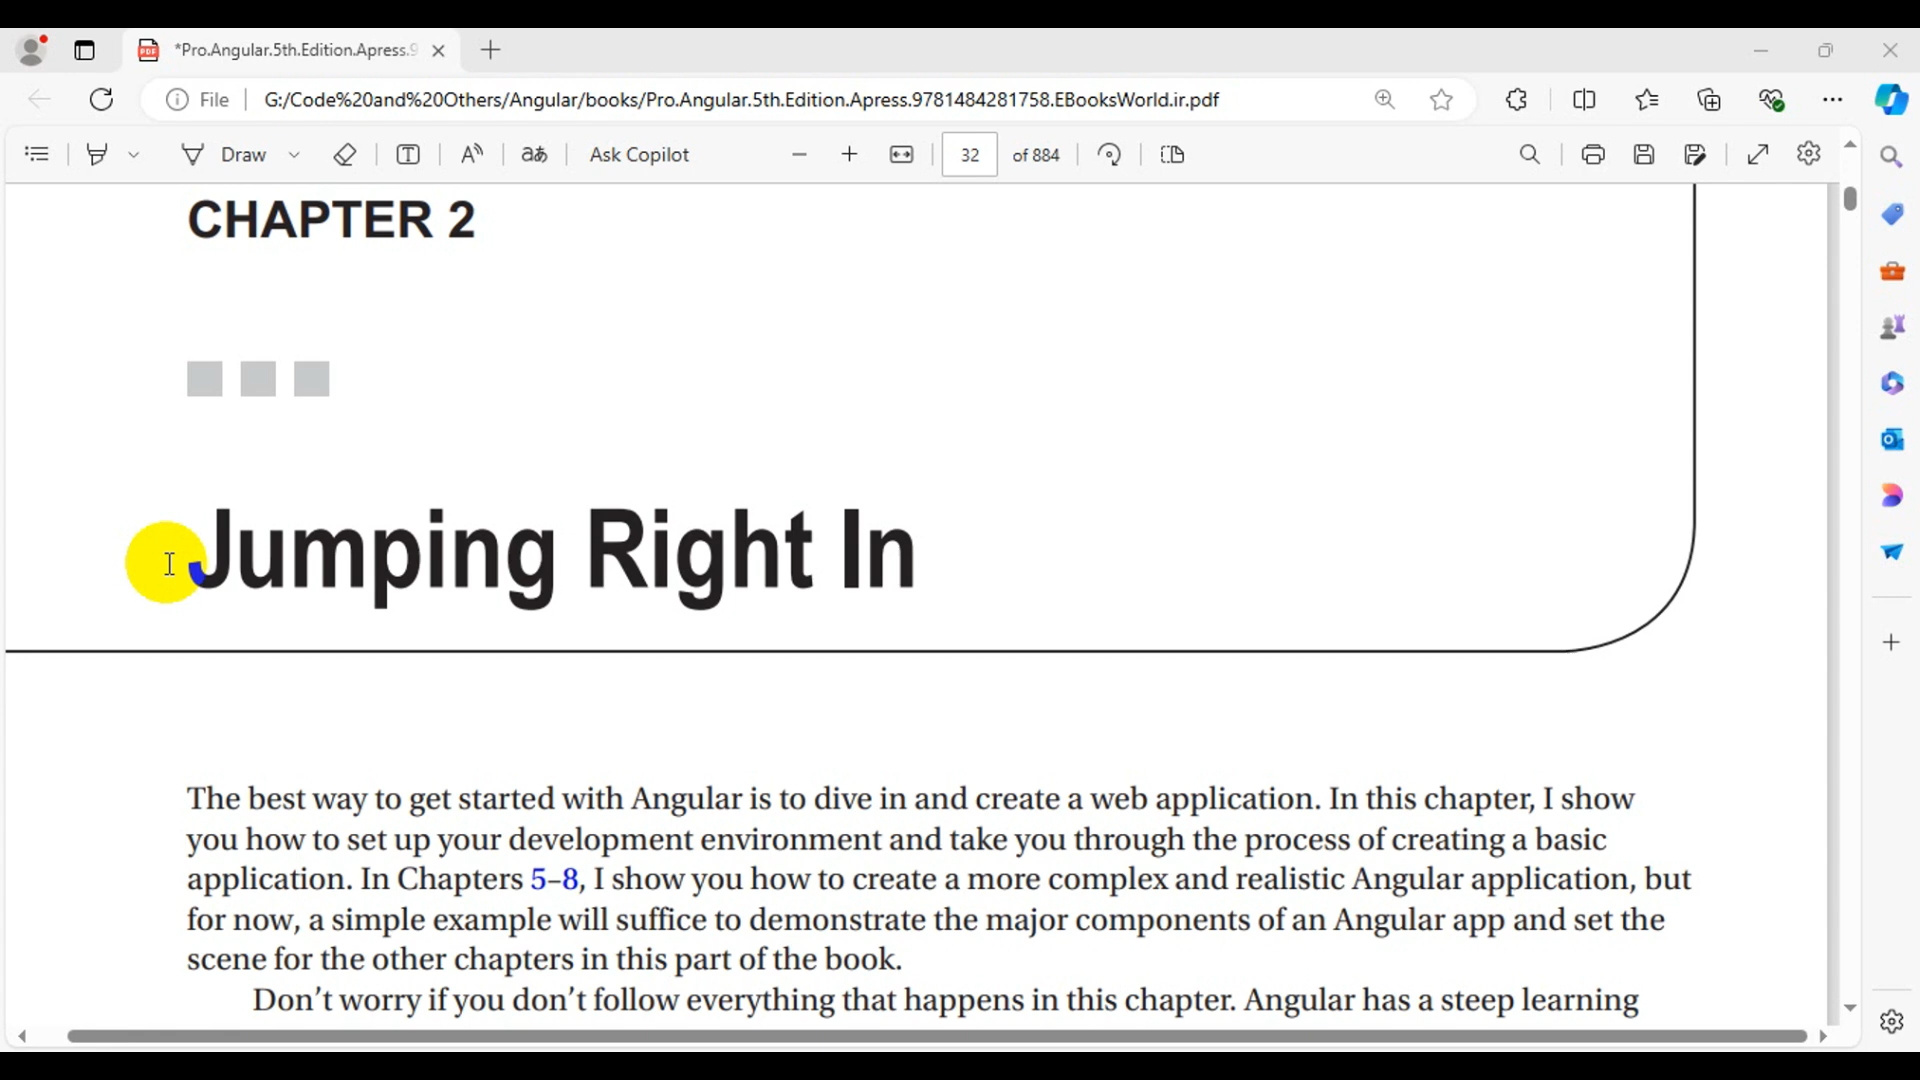 *Pro.Angular.5th.Edition.Apress.9
File
G:/Code%20and%20Others/Angular/books/Pro.Angular.5th.Edition.Apress.9781484281758.EBooksWorld.ir.pdf
Draw
Ask Copilot
32 of 884
CHAPTER 2
Jumping Right In
The best way to get started with Angular is to dive in and create a web application. In this chapter, I show
you how to set up your development environment and take you through the process of creating a basic
application. In Chapters 5–8, I show you how to create a more complex and realistic Angular application, but
for now, a simple example will suffice to demonstrate the major components of an Angular app and set the
scene for the other chapters in this part of the book.
Don’t worry if you don’t follow everything that happens in this chapter. Angular has a steep learning